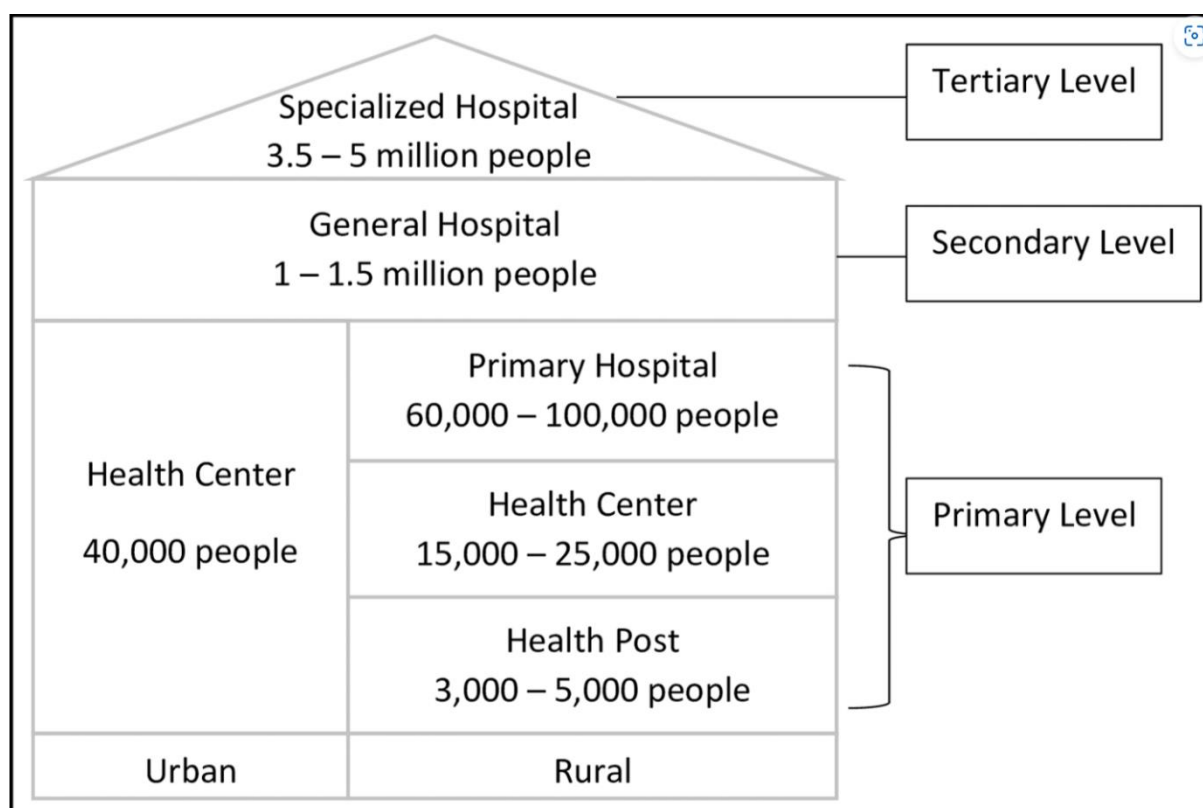 Specialized Hospital
3.5 – 5 million people
Tertiary Level
General Hospital
1 – 1.5 million people
Secondary Level
Health Center
40,000 people
Primary Hospital
60,000 – 100,000 people
Health Center
15,000 – 25,000 people
Health Post
3,000 – 5,000 people
Primary Level
Urban
Rural